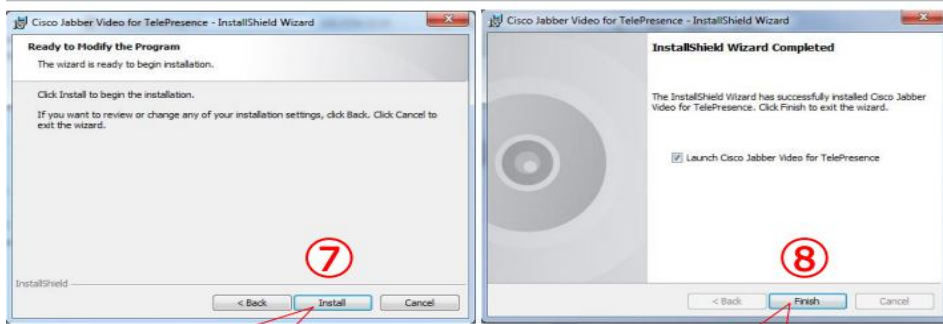 Cisco Jabber Video for TelePresence - InstallShield Wizard
Ready to Modify the Program
The wizard is ready to begin installation.
Click Install to begin the installation.
If you want to review or change any of your installation settings, click Back. Click Cancel to
exit the wizard.
⑦
InstallShield
< Back Install Cancel
Cisco Jabber Video for TelePresence - InstallShield Wizard
InstallShield Wizard Completed
The InstallShield Wizard has successfully installed Cisco Jabber
Video for TelePresence. Click Finish to exit the wizard.
Launch Cisco Jabber Video for TelePresence
⑧
< Back Finish Cancel